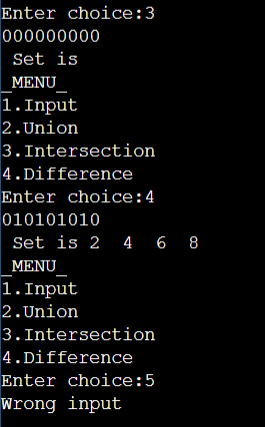 Enter choice:3
000000000
 Set is
_MENU_
1.Input
2.Union
3.Intersection
4.Difference
Enter choice:4
010101010
 Set is 2  4  6  8
_MENU_
1.Input
2.Union
3.Intersection
4.Difference
Enter choice:5
Wrong input